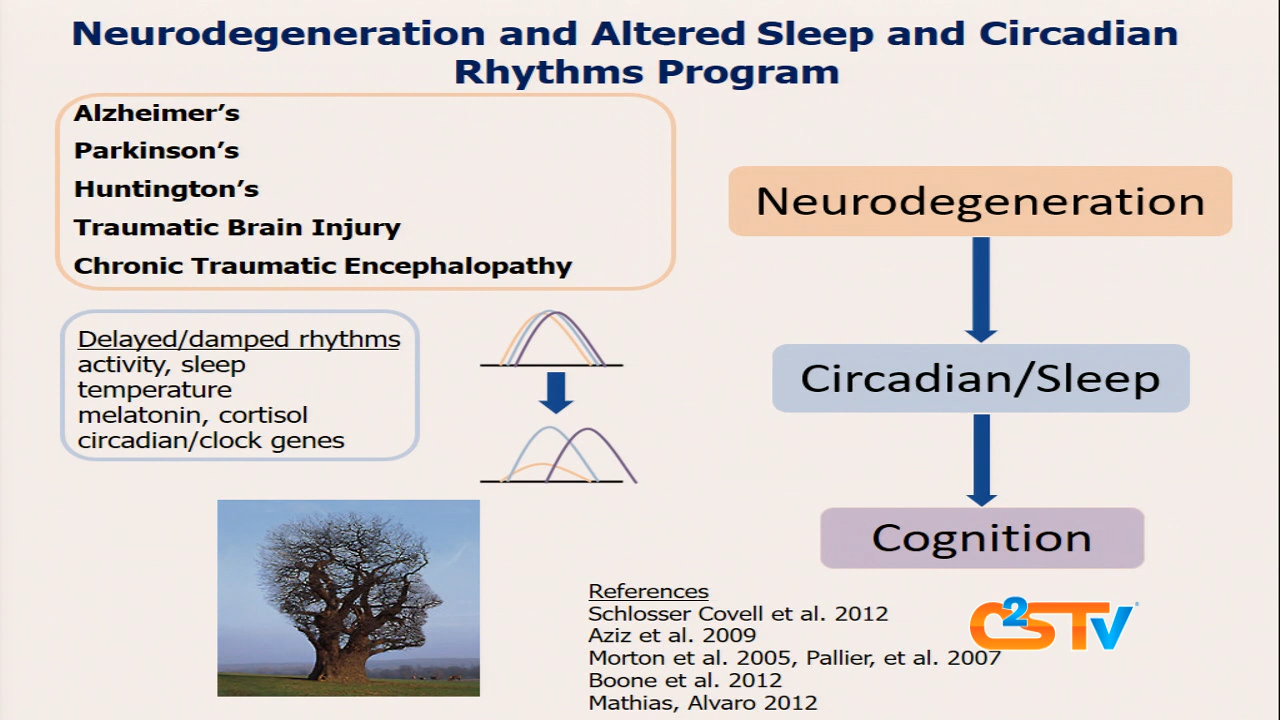 Neurodegeneration and Altered Sleep and Circadian
Rhythms Program
Alzheimer’s
Parkinson’s
Huntington’s
Traumatic Brain Injury
Chronic Traumatic Encephalopathy
Delayed/damped rhythms
activity, sleep
temperature
melatonin, cortisol
circadian/clock genes
Neurodegeneration
Circadian/Sleep
Cognition
References
Schlosser Covell et al. 2012
Aziz et al. 2009
Morton et al. 2005, Pallier, et al. 2007
Boone et al. 2012
Mathias, Alvaro 2012
C2STv